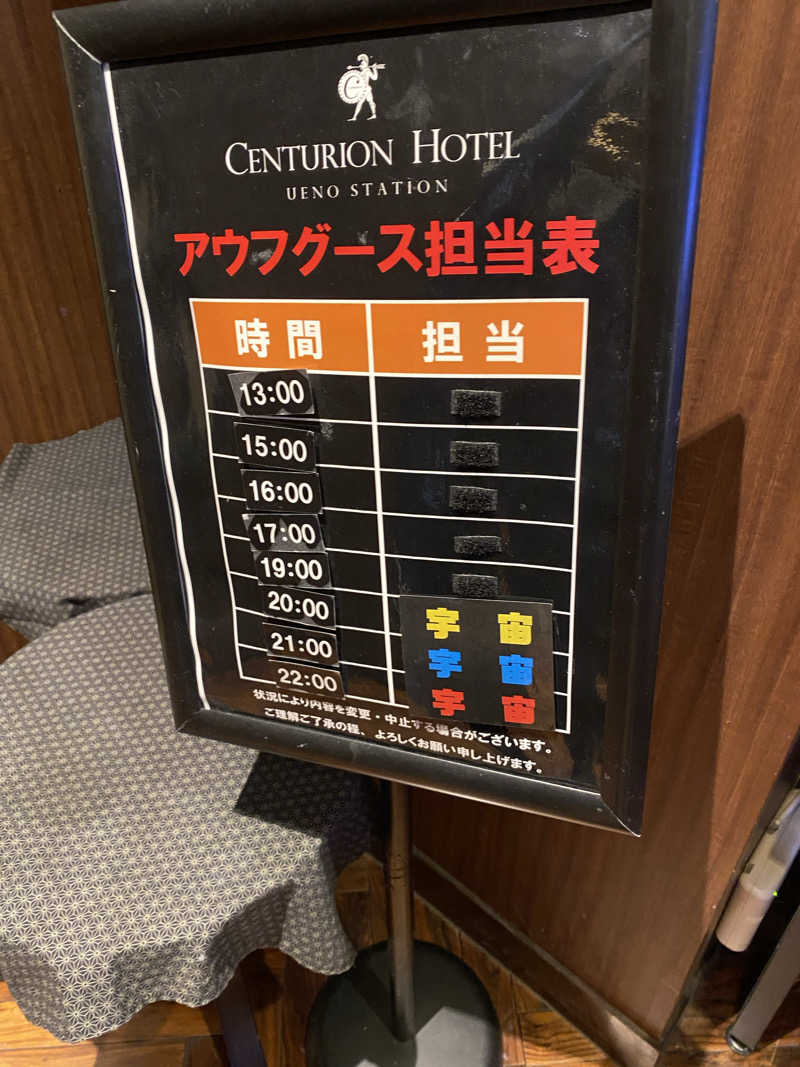 CENTURION HOTEL
UENO STATION
アウフグース担当表
時間 担当
13:00
15:00
16:00
17:00
19:00
20:00 宇宙
21:00 宇宙
22:00 宇宙
状況により内容を変更・中止する場合がございます。
ご理解ご了承の程、よろしくお願い申し上げます。